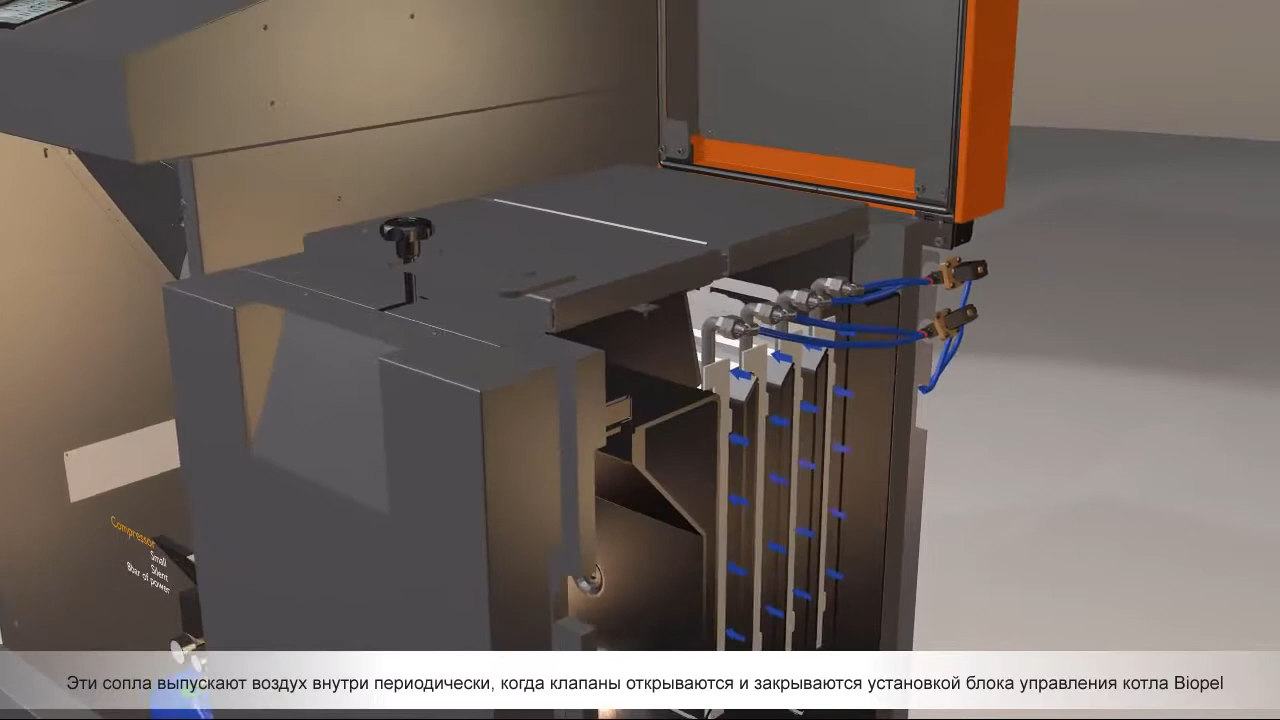 Compressor
Small
Silent
8bar of power
Эти сопла выпускают воздух внутри периодически, когда клапаны открываются и закрываются установкой блока управления котла Biopel